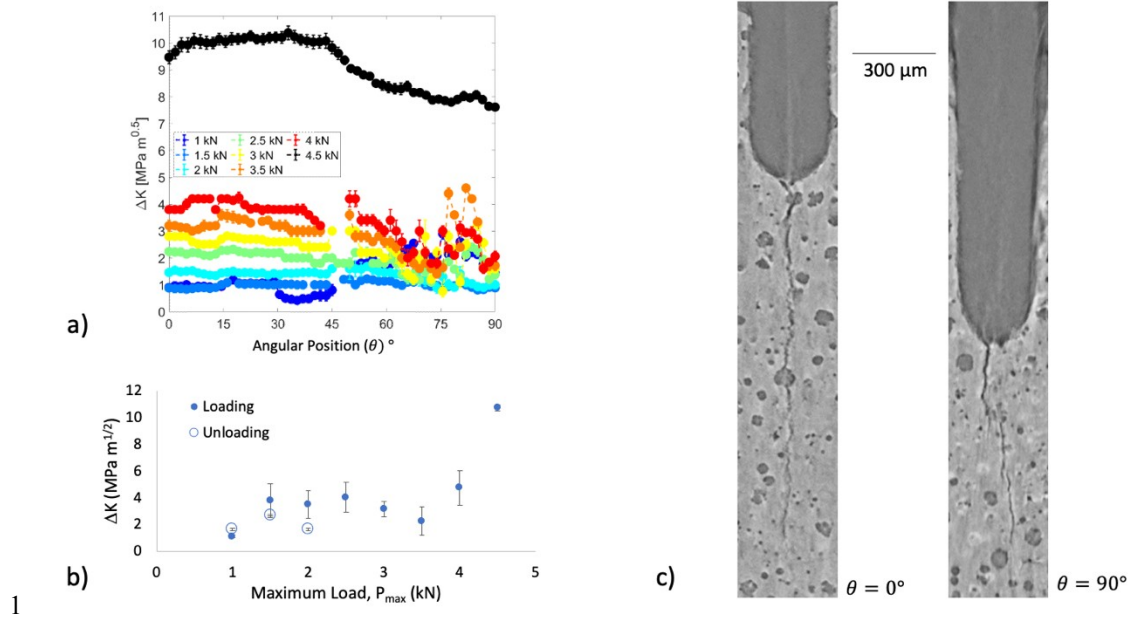 11
10
9
8
7
6
5
4
3
2
1
0
ΔK [MPa m^0.5]
1 kN 2.5 kN 4 kN
1.5 kN 3 kN 4.5 kN
2 kN 3.5 kN
0 15 30 45 60 75 90
Angular Position (θ) °
a)
12
10
8
6
4
2
0
ΔK (MPa m^1/2)
Loading
Unloading
0 1 2 3 4 5
Maximum Load, P_max (kN)
b)
300 µm
c)
θ = 0°
θ = 90°
1